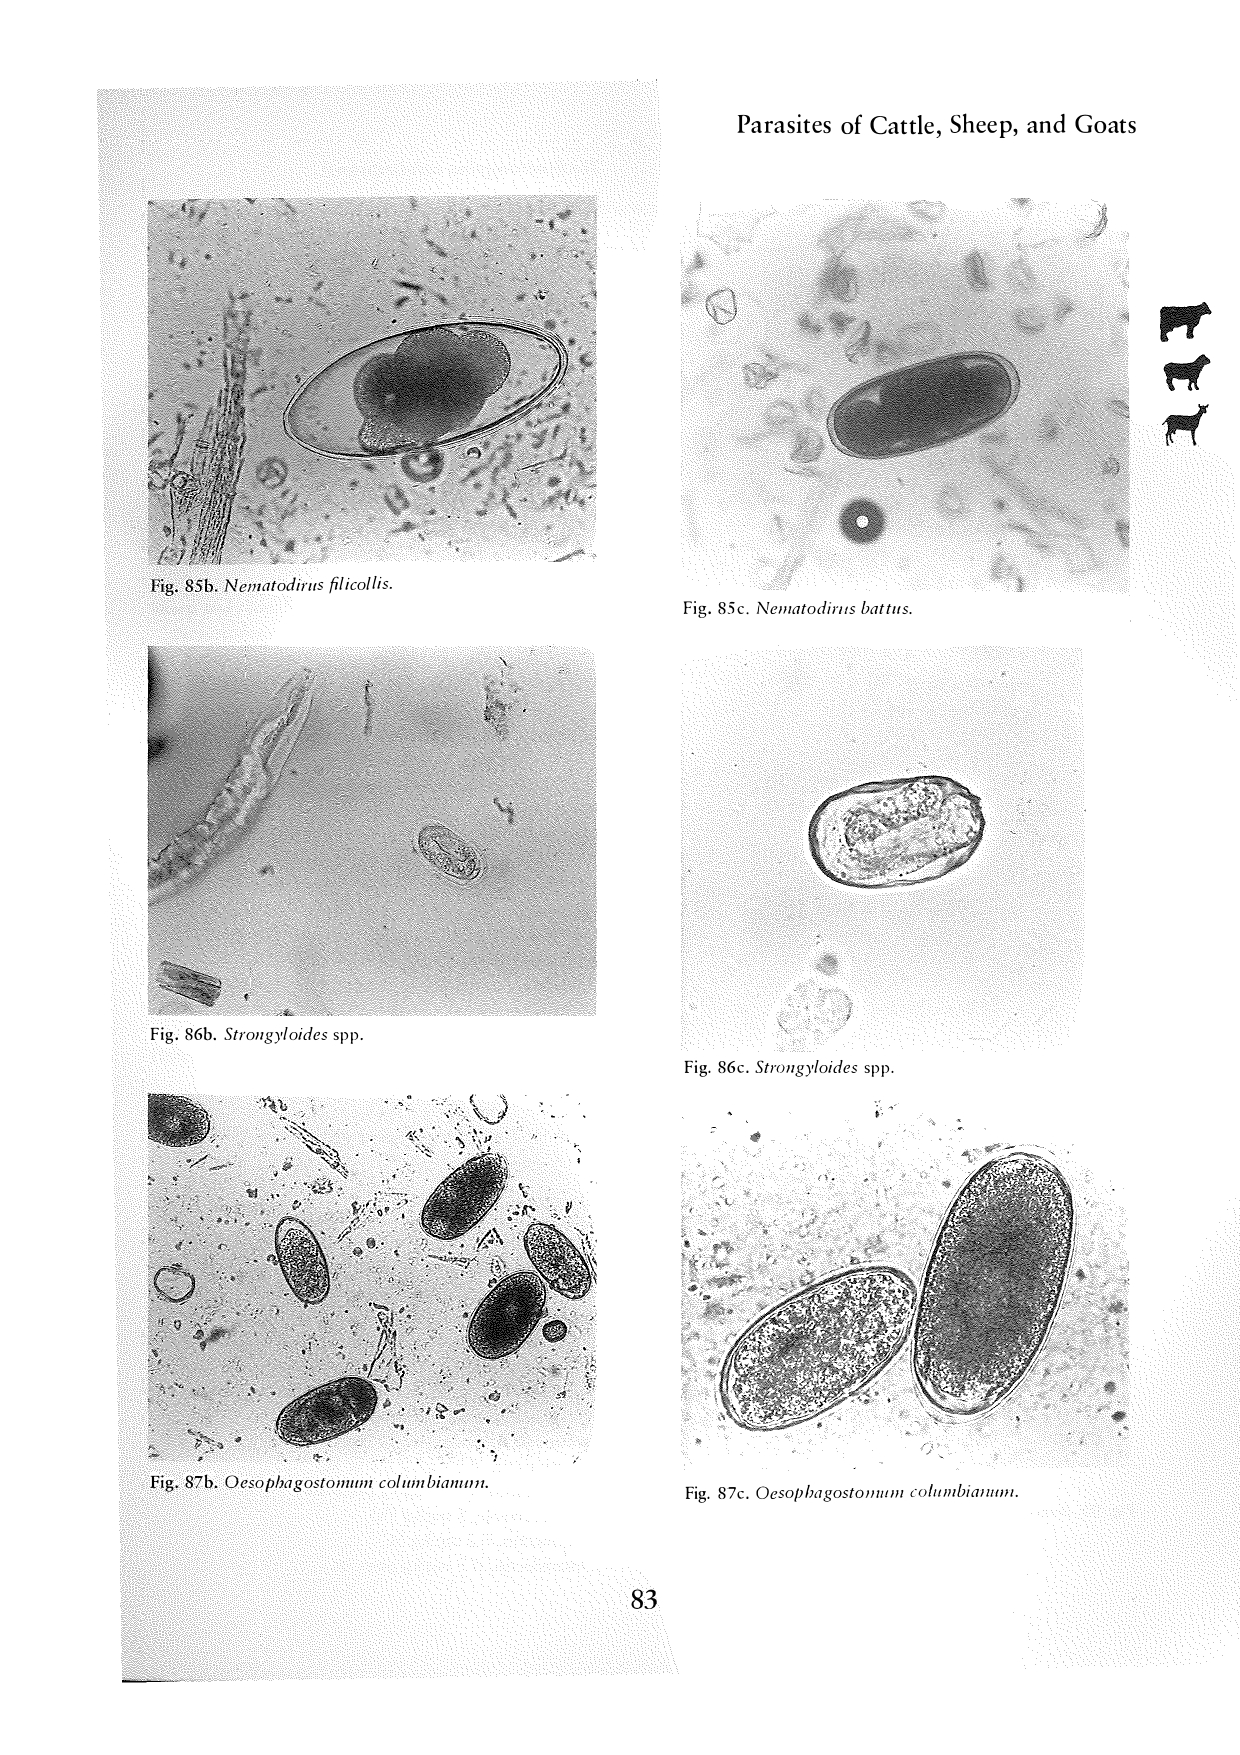 Parasites of Cattle, Sheep, and Goats
Fig. 85b. Nematodirus filicollis.
Fig. 85c. Nematodirus battus.
Fig. 86b. Strongyloides spp.
Fig. 86c. Strongyloides spp.
Fig. 87b. Oesophagostomum columbianum.
Fig. 87c. Oesophagostomum columbianum.
83